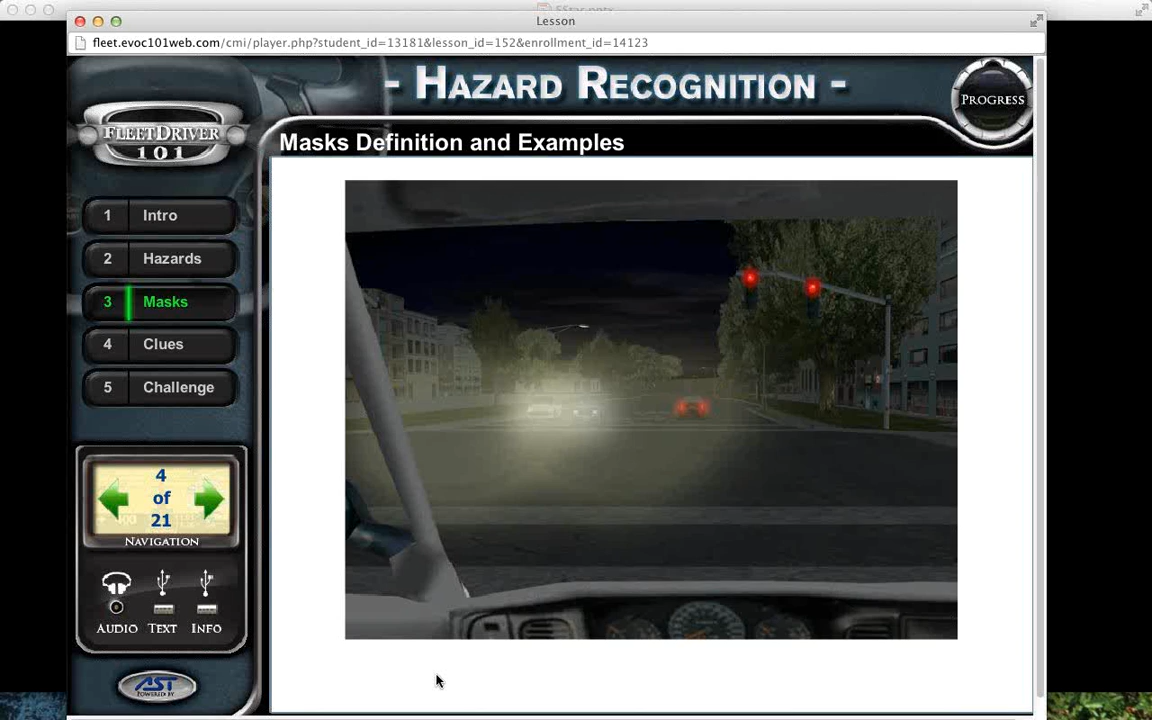 Lesson
fleet.evoc101web.com/cmi/player.php?student_id=13181&lesson_id=152&enrollment_id=14123
- HAZARD RECOGNITION -
PROGRESS
FLEETDRIVER
101
Masks Definition and Examples
1 Intro
2 Hazards
3 Masks
4 Clues
5 Challenge
4
of
21
NAVIGATION
AUDIO TEXT INFO
AST
POWERED BY